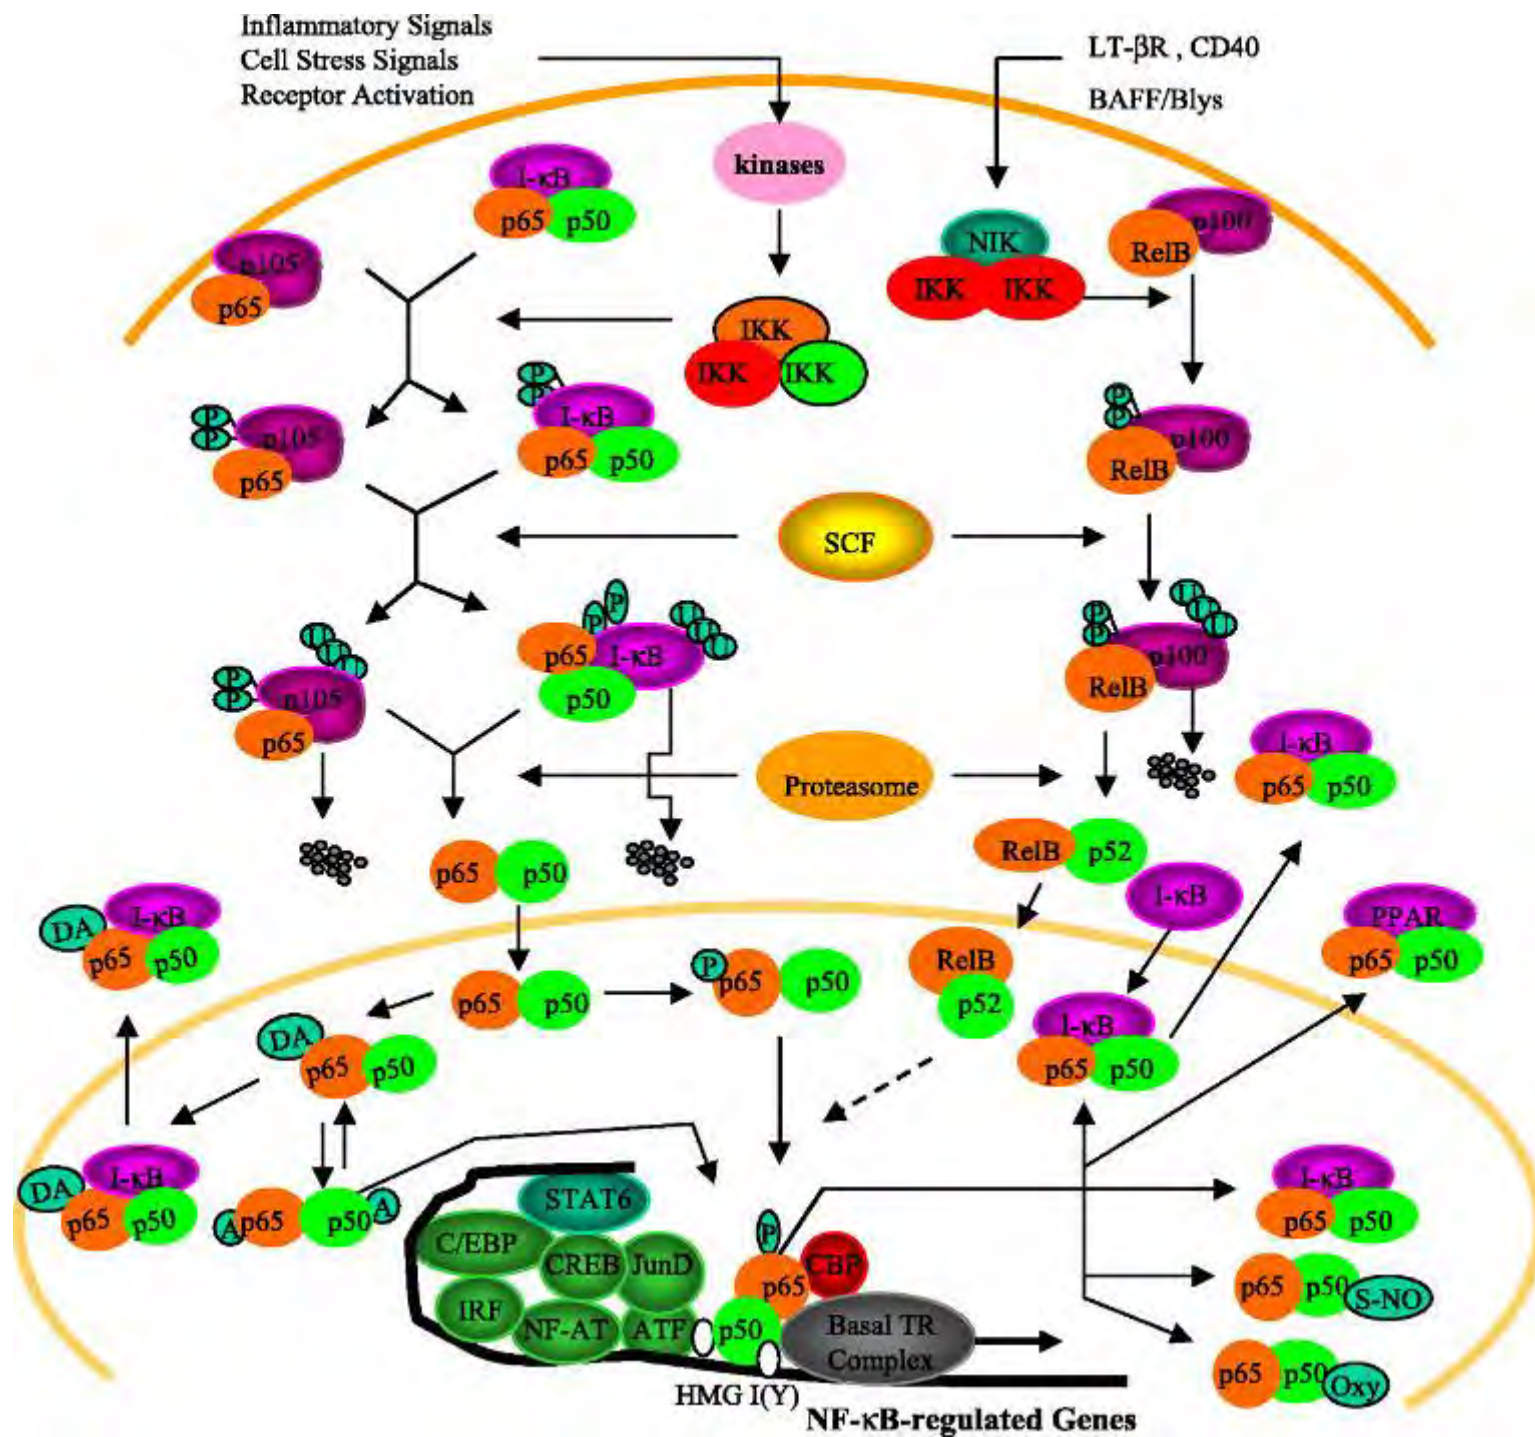 Inflammatory Signals
Cell Stress Signals
Receptor Activation
LT-βR , CD40
BAFF/Blys
kinases
I-κB
p65 p50
p105
p65
NIK
IKK IKK
p100
RelB
IKK
IKK IKK
P
P
p105
p65
P
P
I-κB
p65 p50
P
P
p100
RelB
SCF
P
P
UUU
p105
p65
P P
UUU
p65 I-κB
p50
P
P
UUU
p100
RelB
I-κB
p65 p50
Proteasome
p65 p50
RelB p52
I-κB
DA I-κB
p65 p50
PPAR
p65 p50
p65 p50
P p65 p50
RelB
p52
I-κB
p65 p50
DA
p65 p50
DA I-κB
p65 p50
A p65 p50 A
I-κB
p65 p50
STAT6
C/EBP
CREB JunD
IRF
NF-AT ATF
P
p65 CBP
p50
Basal TR
Complex
p65 p50 S-NO
p65 p50 Oxy
HMG I(Y)
NF-κB-regulated Genes